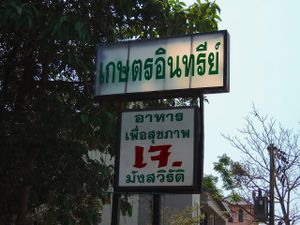 เกษตรอินทรีย์
อาหาร
เพื่อสุขภาพ
เจ.
มังสวิรัติ